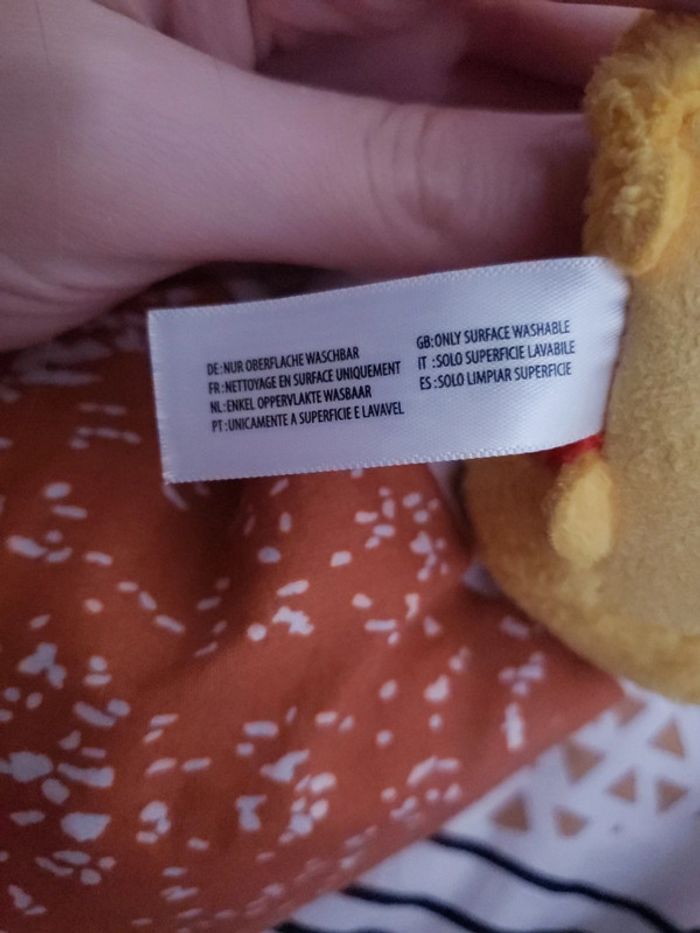 DE:NUR OBERFLACHE WASCHBAR
FR:NETTOYAGE EN SURFACE UNIQUEMENT
NL:ENKEL OPPERVLAKTE WASBAAR
PT:UNICAMENTE A SUPERFICIE E LAVAVEL
GB:ONLY SURFACE WASHABLE
IT :SOLO SUPERFICIE LAVABILE
ES:SOLO LIMPIAR SUPERFICIE